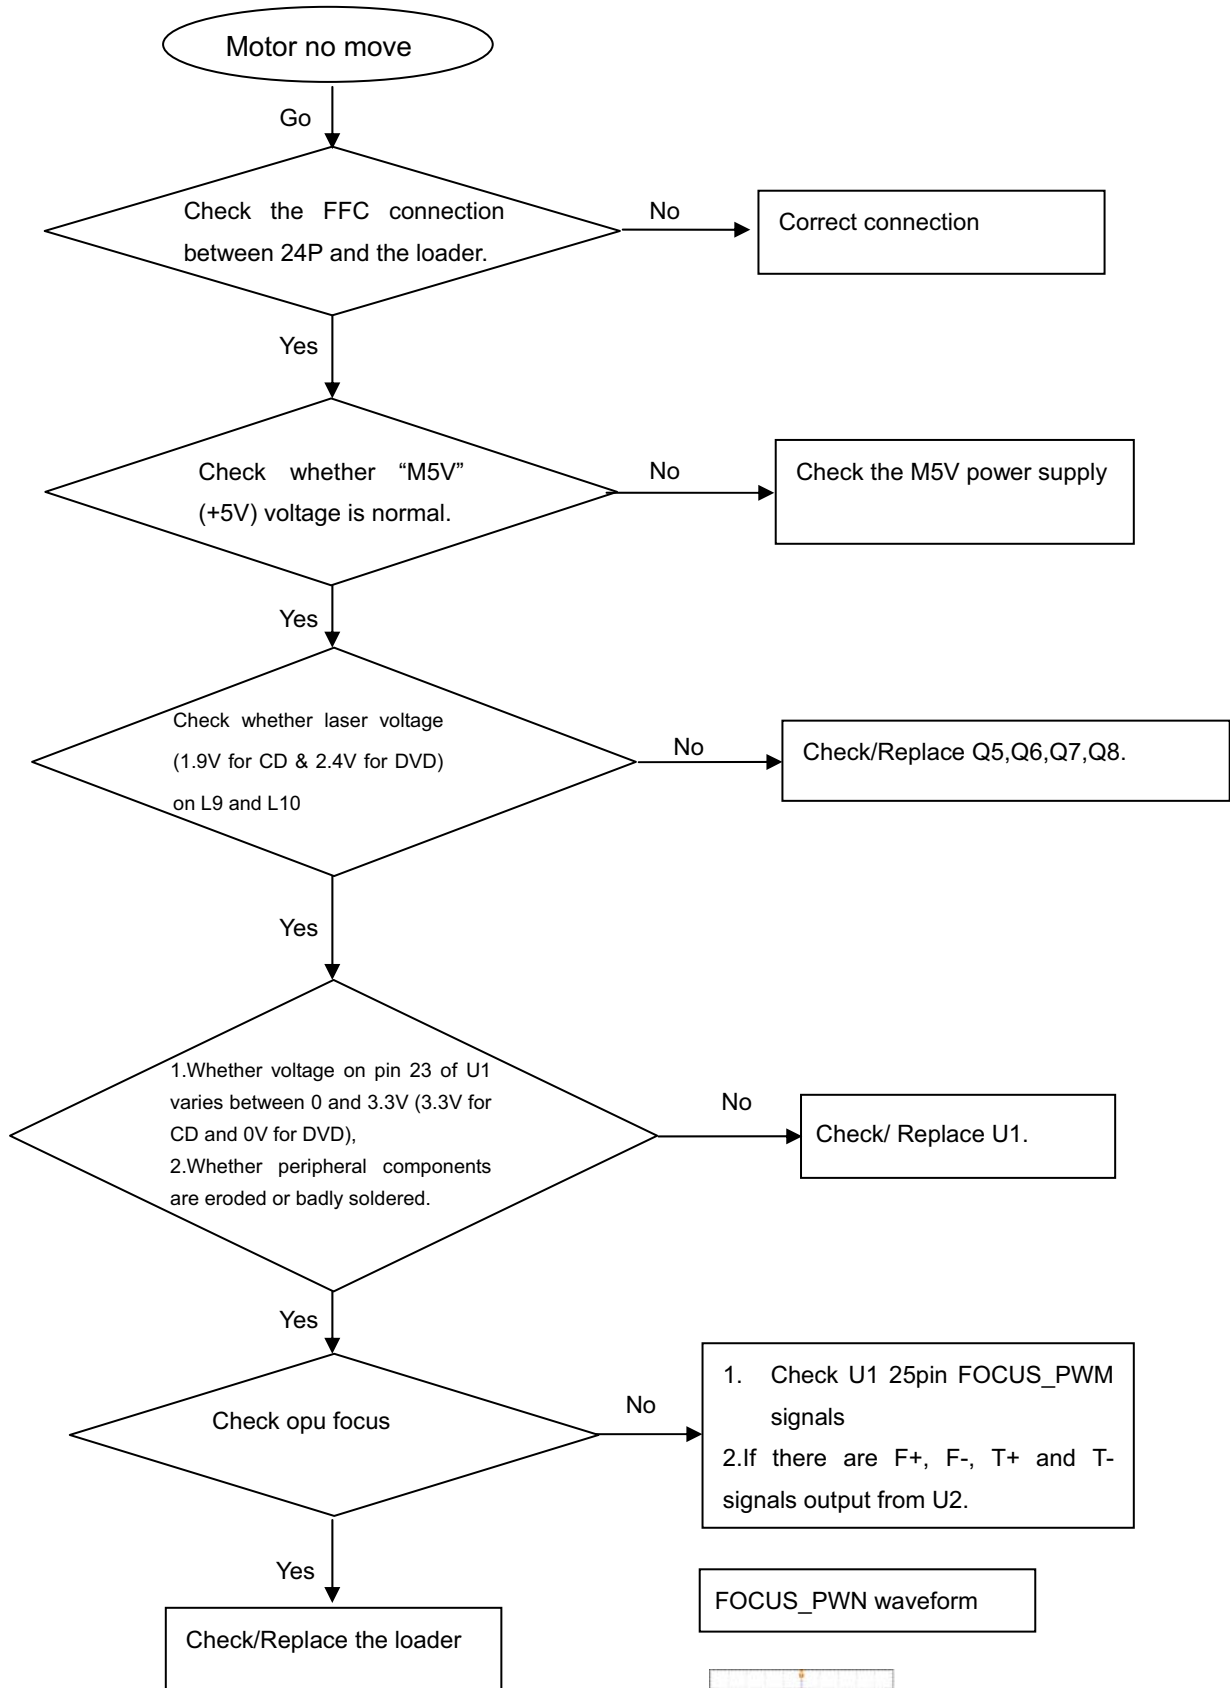 Motor no move
Go
Check the FFC connection
between 24P and the loader.
No
Correct connection
Yes
Check whether “M5V”
(+5V) voltage is normal.
No
Check the M5V power supply
Yes
Check whether laser voltage
(1.9V for CD & 2.4V for DVD)
on L9 and L10
No
Check/Replace Q5,Q6,Q7,Q8.
Yes
1.Whether voltage on pin 23 of U1
varies between 0 and 3.3V (3.3V for
CD and 0V for DVD),
2.Whether peripheral components
are eroded or badly soldered.
No
Check/ Replace U1.
Yes
Check opu focus
No
1. Check U1 25pin FOCUS_PWM
signals
2.If there are F+, F-, T+ and T-
signals output from U2.
Yes
FOCUS_PWN waveform
Check/Replace the loader